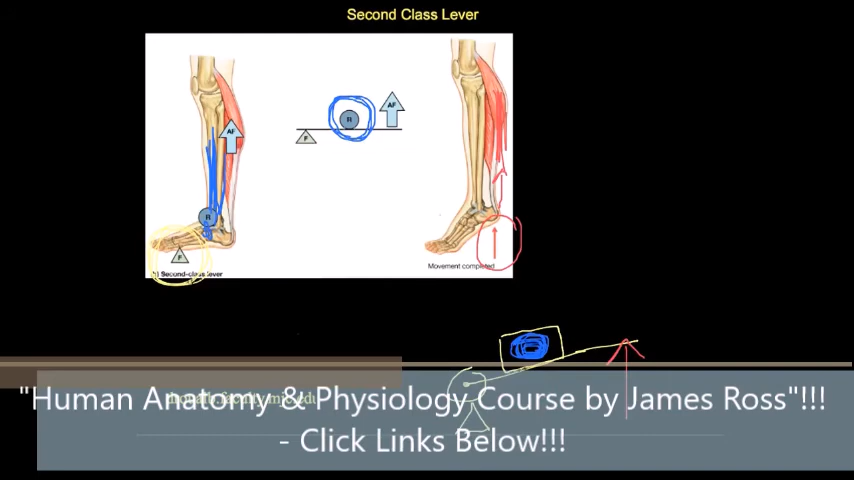 Second Class Lever
AF
R
F
R
AF
F
b) Second-class lever
Movement completed
"Human Anatomy & Physiology Course by James Ross"!!!
- Click Links Below!!!